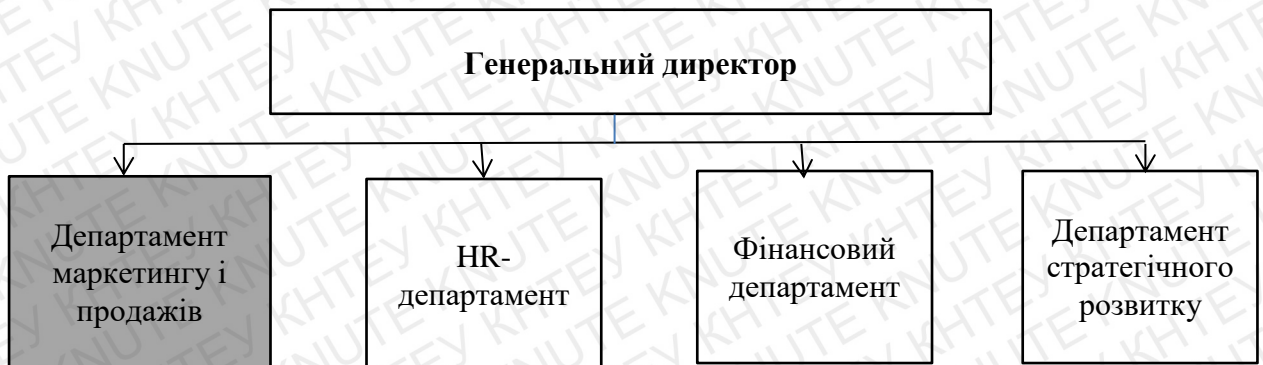 Генеральний директор
Департамент
маркетингу і
продажів
HR-
департамент
Фінансовий
департамент
Департамент
стратегічного
розвитку